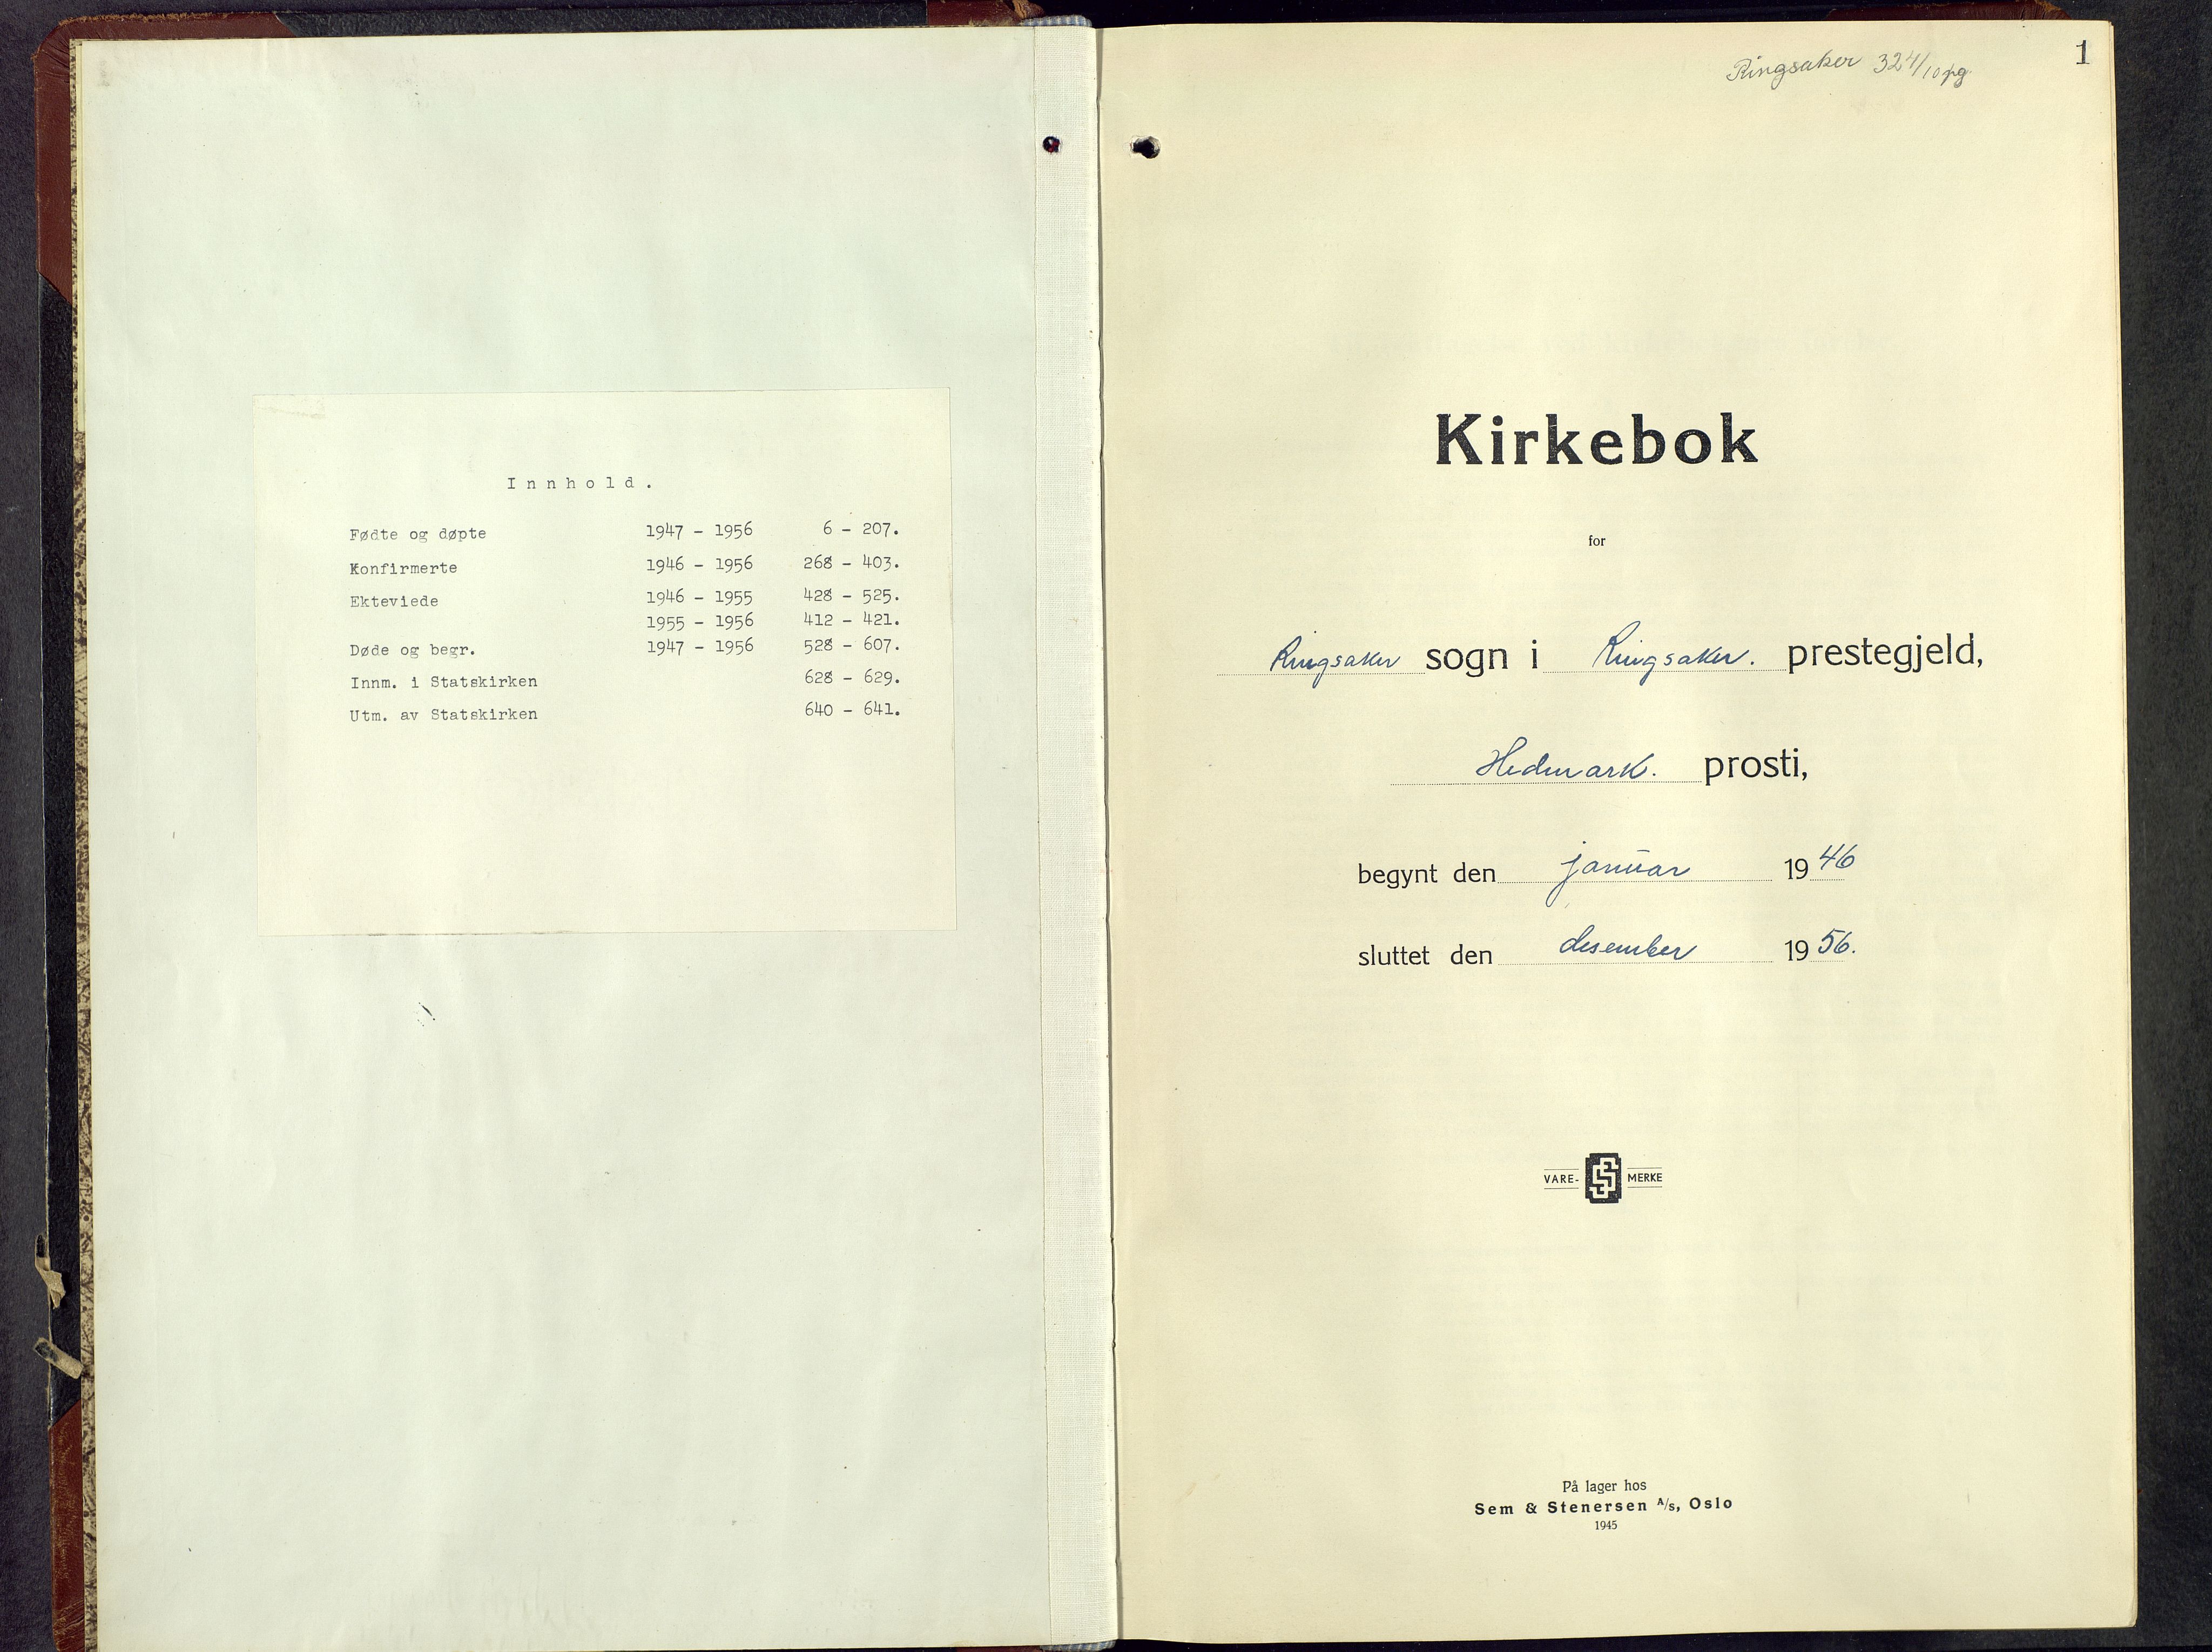 Innhold.
Fødte og døpte 1947 - 1956 6 - 207.
Konfirmerte 1946 - 1956 268 - 403.
Ekteviede 1946 - 1955 428 - 525.
1955 - 1956 412 - 421.
Døde og begr. 1947 - 1956 528 - 607.
Innm. i Statskirken 628 - 629.
Utm. av Statskirken 640 - 641.
1
Ringsaker 324/10 pg
Kirkebok
for
Ringsaker sogn i Ringsaker. prestegjeld,
Hedmark. prosti,
begynt den januar 1946
sluttet den desember 1956.
VARE- SS MERKE
På lager hos
Sem & Stenersen A/s, Oslo
1945